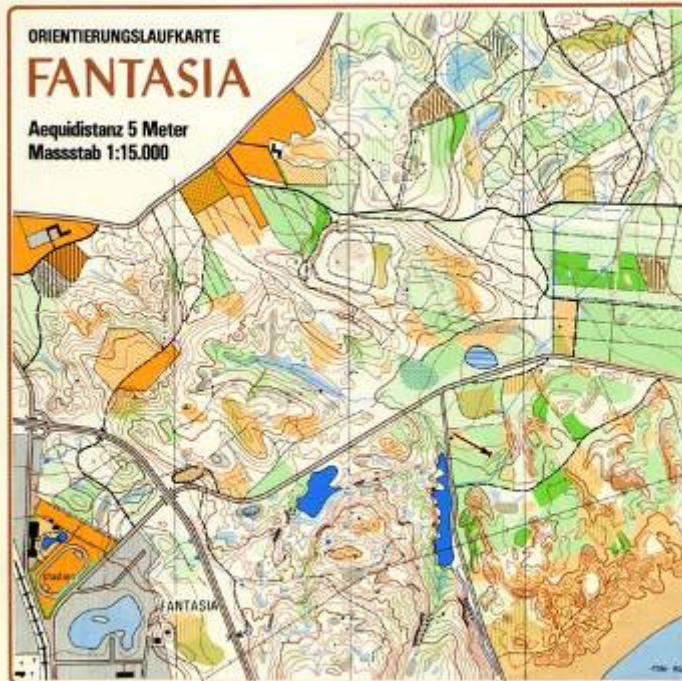 ORIENTIERUNGSLAUFKARTE
FANTASIA
Aequidistanz 5 Meter
Massstab 1:15.000
Stadion
FANTASIA